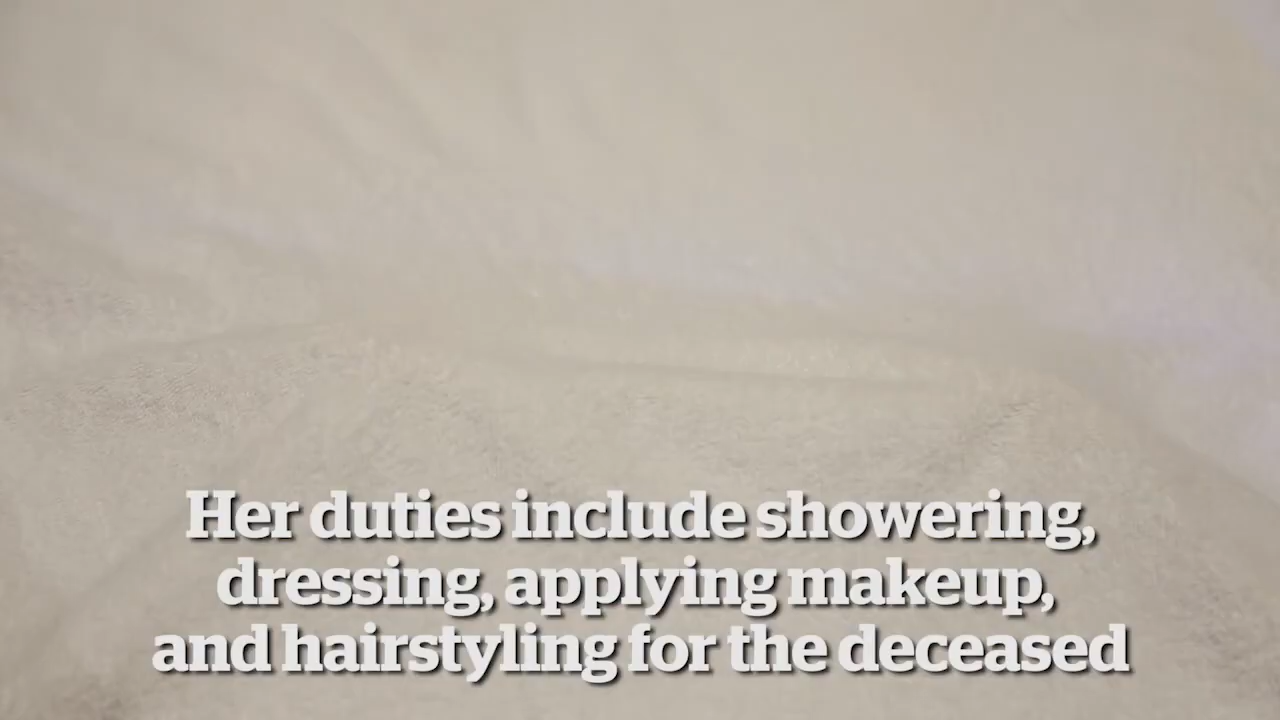 Her duties include showering,
dressing, applying makeup,
and hairstyling for the deceased